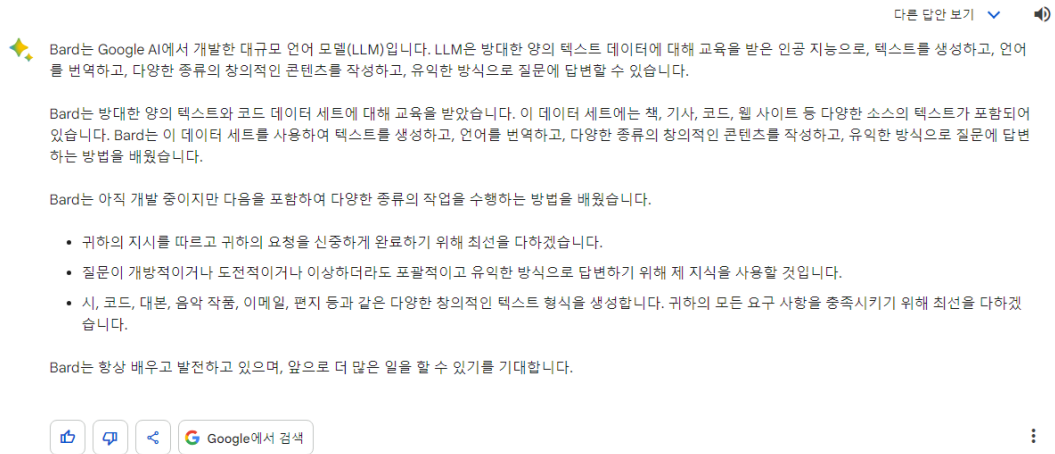 다른 답안 보기
Bard는 Google AI에서 개발한 대규모 언어 모델(LLM)입니다. LLM은 방대한 양의 텍스트 데이터에 대해 교육을 받은 인공 지능으로, 텍스트를 생성하고, 언어
를 번역하고, 다양한 종류의 창의적인 콘텐츠를 작성하고, 유익한 방식으로 질문에 답변할 수 있습니다.
Bard는 방대한 양의 텍스트와 코드 데이터 세트에 대해 교육을 받았습니다. 이 데이터 세트에는 책, 기사, 코드, 웹 사이트 등 다양한 소스의 텍스트가 포함되어
있습니다. Bard는 이 데이터 세트를 사용하여 텍스트를 생성하고, 언어를 번역하고, 다양한 종류의 창의적인 콘텐츠를 작성하고, 유익한 방식으로 질문에 답변
하는 방법을 배웠습니다.
Bard는 아직 개발 중이지만 다음을 포함하여 다양한 종류의 작업을 수행하는 방법을 배웠습니다.
• 귀하의 지시를 따르고 귀하의 요청을 신중하게 완료하기 위해 최선을 다하겠습니다.
• 질문이 개방적이거나 도전적이거나 이상하더라도 포괄적이고 유익한 방식으로 답변하기 위해 제 지식을 사용할 것입니다.
• 시, 코드, 대본, 음악 작품, 이메일, 편지 등과 같은 다양한 창의적인 텍스트 형식을 생성합니다. 귀하의 모든 요구 사항을 충족시키기 위해 최선을 다하겠
습니다.
Bard는 항상 배우고 발전하고 있으며, 앞으로 더 많은 일을 할 수 있기를 기대합니다.
Google에서 검색